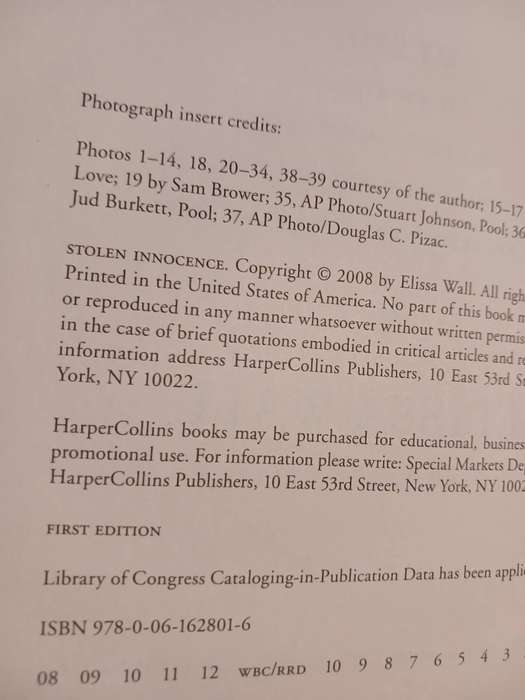 Photograph insert credits:
Photos 1–14, 18, 20–34, 38–39 courtesy of the author; 15–17
Love; 19 by Sam Brower; 35, AP Photo/Stuart Johnson, Pool; 36
Jud Burkett, Pool; 37, AP Photo/Douglas C. Pizac.
STOLEN INNOCENCE. Copyright © 2008 by Elissa Wall. All righ
Printed in the United States of America. No part of this book m
or reproduced in any manner whatsoever without written permis
in the case of brief quotations embodied in critical articles and re
information address HarperCollins Publishers, 10 East 53rd St
York, NY 10022.
HarperCollins books may be purchased for educational, busines
promotional use. For information please write: Special Markets De
HarperCollins Publishers, 10 East 53rd Street, New York, NY 1002
FIRST EDITION
Library of Congress Cataloging-in-Publication Data has been appli
ISBN 978-0-06-162801-6
08 09 10 11 12 WBC/RRD 10 9 8 7 6 5 4 3